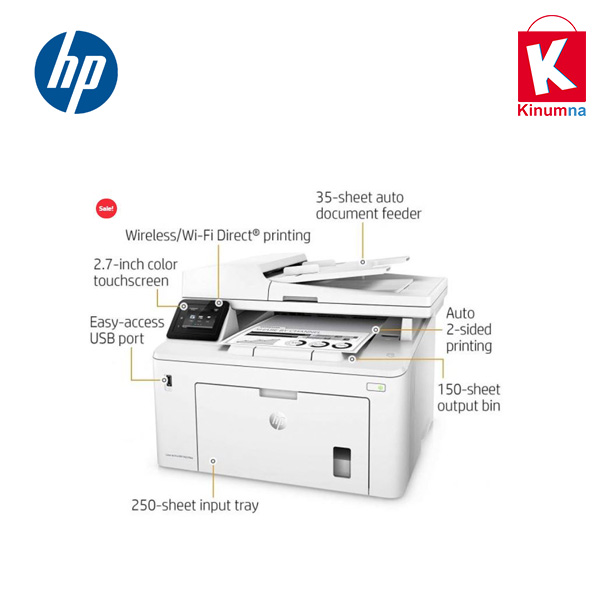 hp
K
Kinumna
Sale!
35-sheet auto
document feeder
Wireless/Wi-Fi Direct® printing
2.7-inch color
touchscreen
Easy-access
USB port
Auto
2-sided
printing
150-sheet
output bin
hp
250-sheet input tray